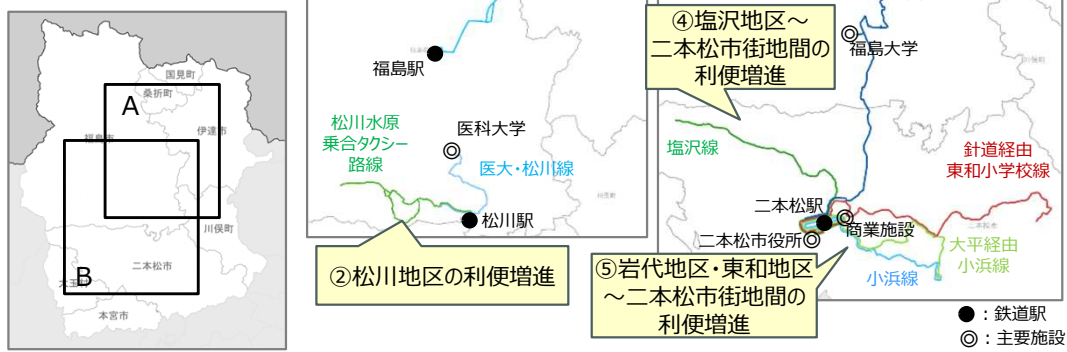 国見町
桑折町
A
福島市
伊達市
川俣町
二本松市
B
大玉村
本宮市
福島駅
松川水原
乗合タクシー
路線
医科大学
医大・松川線
松川駅
②松川地区の利便増進
④塩沢地区～
二本松市街地間の
利便増進
福島大学
塩沢線
針道経由
東和小学校線
二本松駅
商業施設
二本松市役所
二本松市
大平経由
小浜線
小浜線
⑤岩代地区・東和地区
～二本松市街地間の
利便増進
●：鉄道駅
◎：主要施設